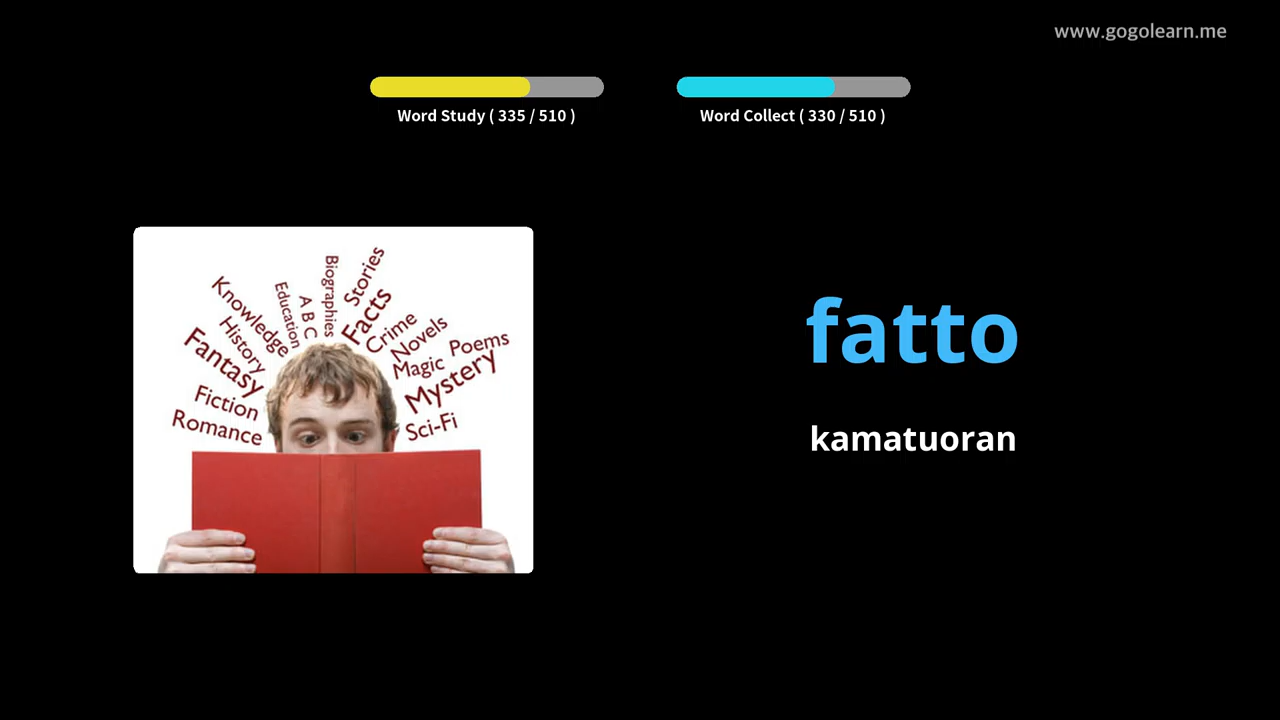 www.gogolearn.me
Word Study ( 335 / 510 )
Word Collect ( 330 / 510 )
Biographies
Stories
Education
A B C
Facts
Knowledge
Crime
History
Novels
Fantasy
Magic
Poems
Mystery
Fiction
Romance
Sci-Fi
fatto
kamatuoran